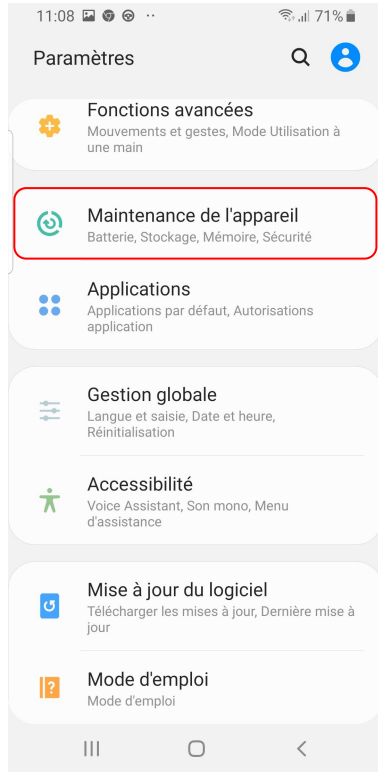 11:08 71%
Paramètres
Fonctions avancées
Mouvements et gestes, Mode Utilisation à
une main
Maintenance de l'appareil
Batterie, Stockage, Mémoire, Sécurité
Applications
Applications par défaut, Autorisations
application
Gestion globale
Langue et saisie, Date et heure,
Réinitialisation
Accessibilité
Voice Assistant, Son mono, Menu
d'assistance
Mise à jour du logiciel
Télécharger les mises à jour, Dernière mise à
jour
Mode d'emploi
Mode d'emploi